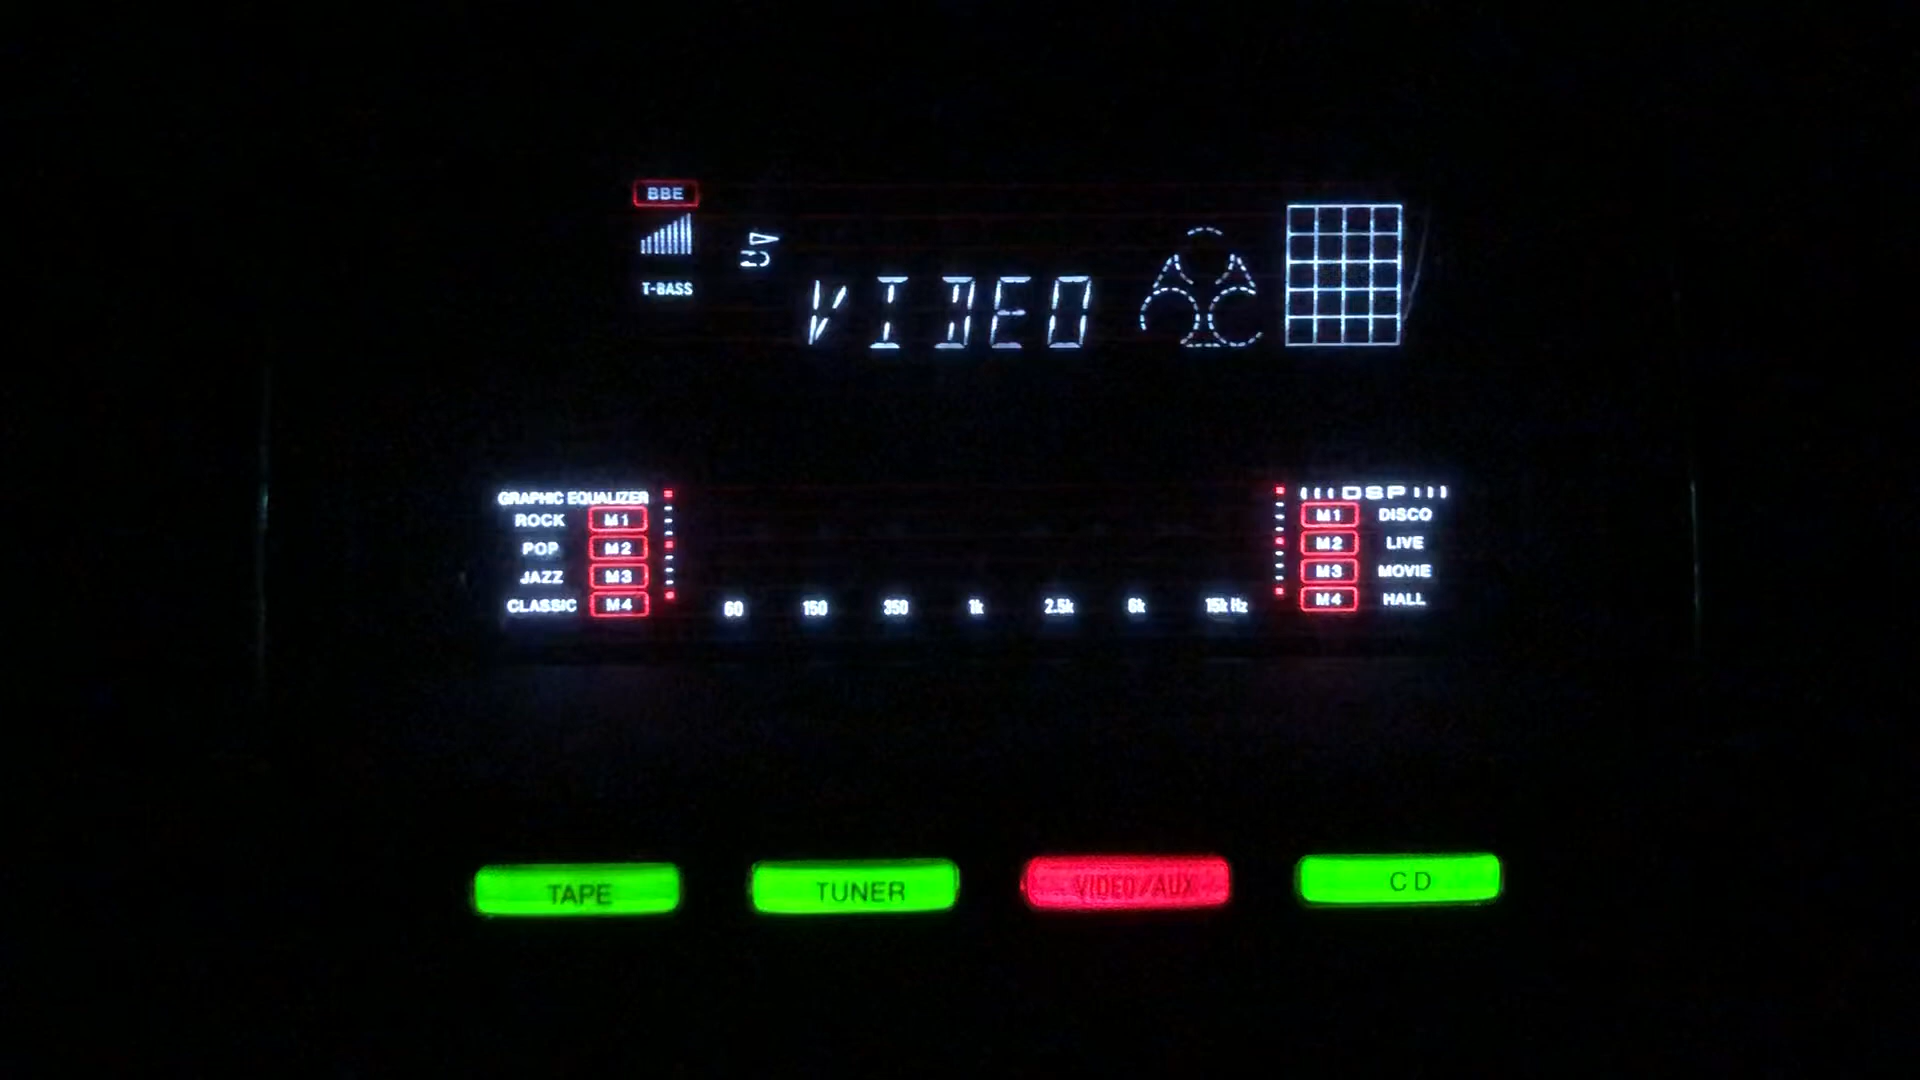 BBE
T-BASS
VIDEO
GRAPHIC EQUALIZER
ROCK M1
POP M2
JAZZ M3
CLASSIC M4
60 150 350 1k 2.5k 6k 15k Hz
DSP
M1 DISCO
M2 LIVE
M3 MOVIE
M4 HALL
TAPE TUNER VIDEO/AUX CD